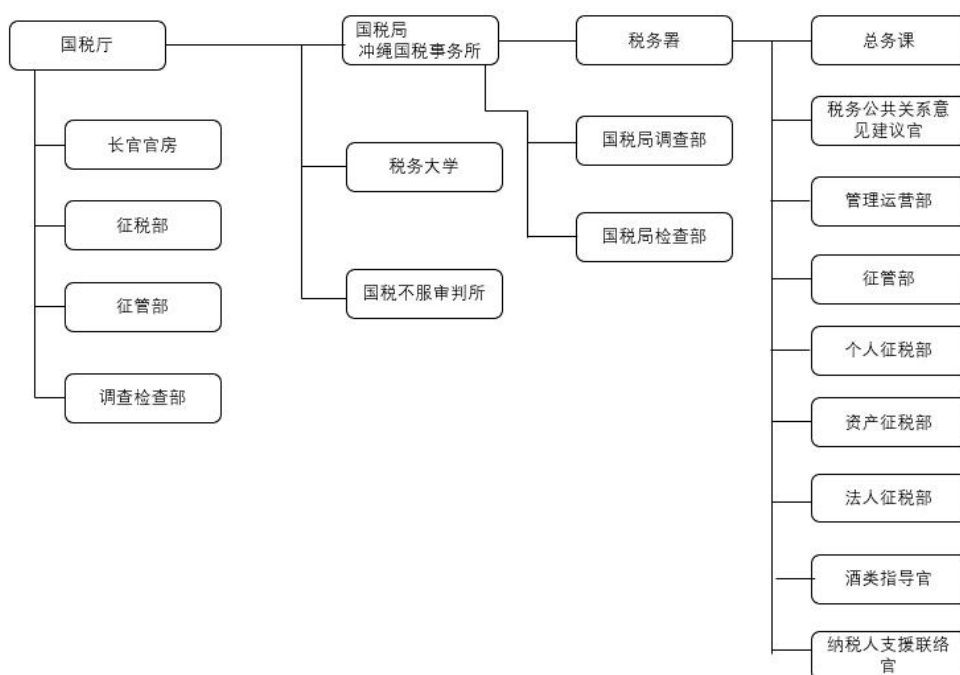 国税厅
长官官房
征税部
征管部
调查检查部
国税局
冲绳国税事务所
税务大学
国税不服审判所
税务署
国税局调查部
国税局检查部
总务课
税务公共关系意
见建议官
管理运营部
征管部
个人征税部
资产征税部
法人征税部
酒类指导官
纳税人支援联络
官